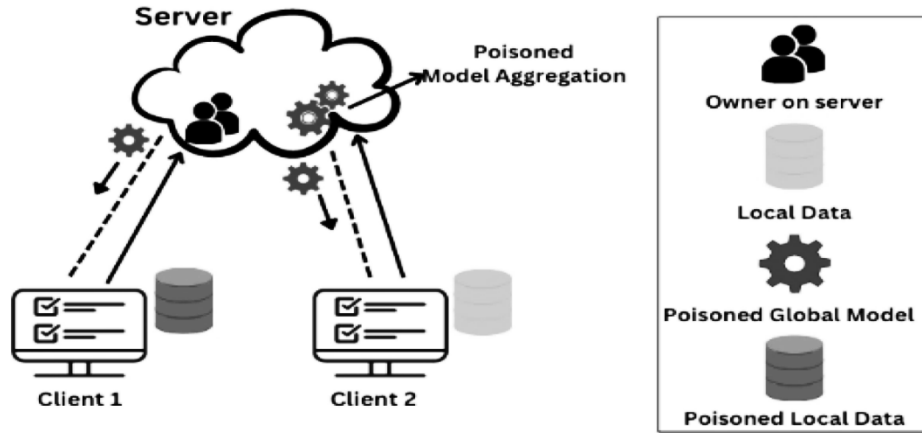 Server
Poisoned
Model Aggregation
Client 1
Client 2
Owner on server
Local Data
Poisoned Global Model
Poisoned Local Data